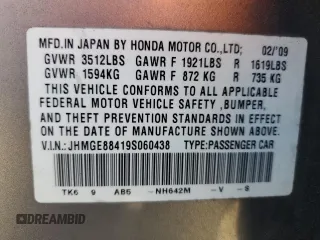 MFD.IN JAPAN BY HONDA MOTOR CO.,LTD; 02/'09
GVWR 3512LBS GAWR F 1921LBS R 1619LBS
GVWR 1594KG GAWR F 872 KG R 735 KG
THIS VEHICLE CONFORMS TO ALL APPLICABLE
FEDERAL MOTOR VEHICLE SAFETY ,BUMPER,
AND THEFT PREVENTION STANDARDS
IN EFFECT ON THE DATE OF MANUFACTURE
SHOWN ABOVE.
V.I.N.:JHMGE88419S060438 TYPE:PASSENGER CAR
TK6 9 AB5 -NH642M -V -S
©DREAMBID